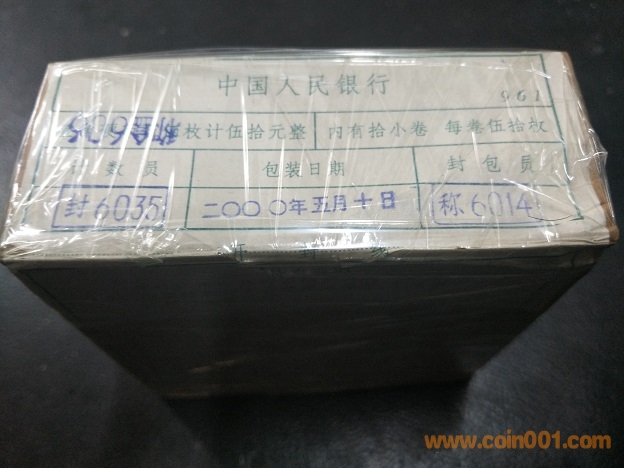 中国人民银行
961
枚计伍拾元整 内有拾小卷 每卷伍拾枚
数员 包装日期 封包员
封6035 二〇〇〇年五月十日 称6014
www.coin001.com